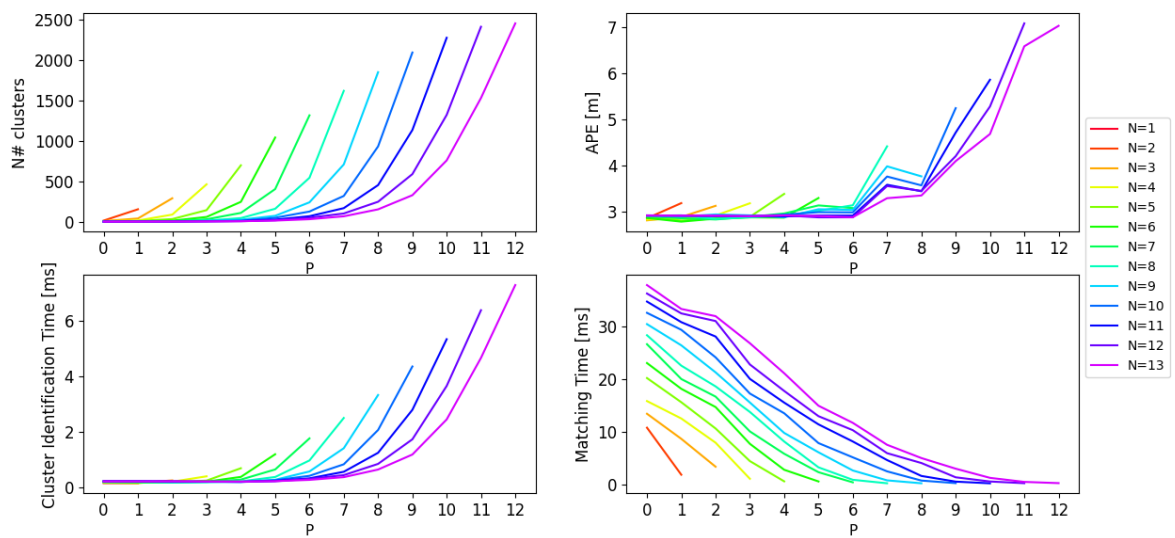 N# clusters
2500
2000
1500
1000
500
0
0 1 2 3 4 5 6 7 8 9 10 11 12
P
APE [m]
7
6
5
4
3
0 1 2 3 4 5 6 7 8 9 10 11 12
P
Cluster Identification Time [ms]
6
4
2
0
0 1 2 3 4 5 6 7 8 9 10 11 12
P
Matching Time [ms]
30
20
10
0
0 1 2 3 4 5 6 7 8 9 10 11 12
P
N=1
N=2
N=3
N=4
N=5
N=6
N=7
N=8
N=9
N=10
N=11
N=12
N=13